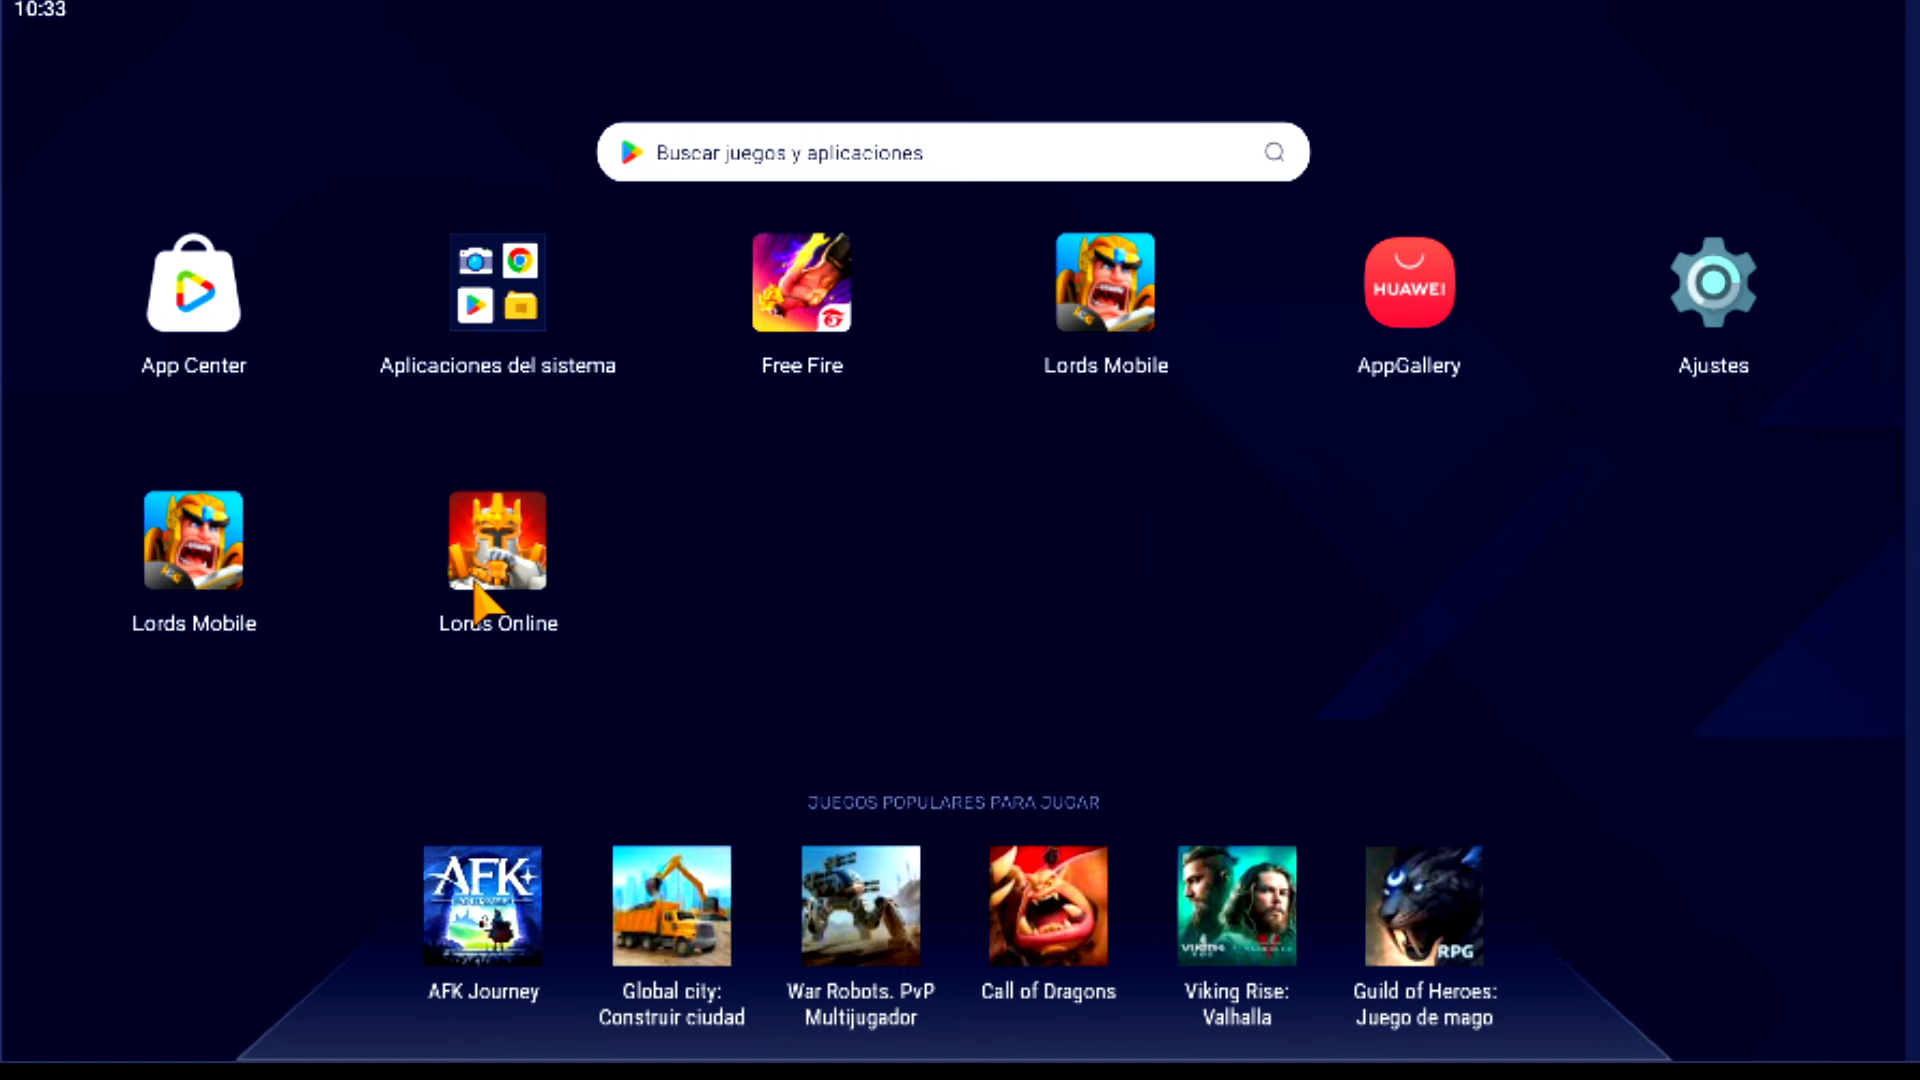 10:33
Buscar juegos y aplicaciones
HUAWEI
App Center
Aplicaciones del sistema
Free Fire
Lords Mobile
AppGallery
Ajustes
Lords Mobile
Lords Online
JUEGOS POPULARES PARA JUGAR
AFK
RPG
AFK Journey
Global city:
Construir ciudad
War Robots. PvP
Multijugador
Call of Dragons
Viking Rise:
Valhalla
Guild of Heroes:
Juego de mago